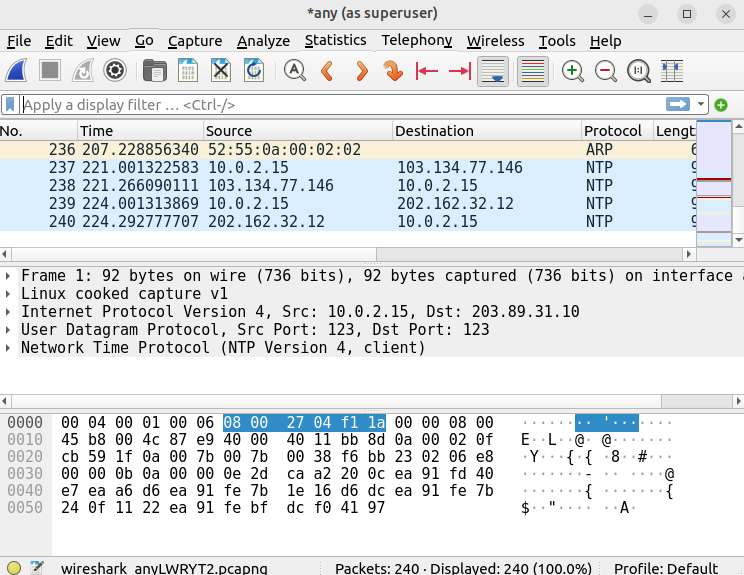 *any (as superuser)
File Edit View Go Capture Analyze Statistics Telephony Wireless Tools Help
Apply a display filter … <Ctrl-/>
No. Time Source Destination Protocol Lengt
236 207.228856340 52:55:0a:00:02:02 ARP 6
237 221.001322583 10.0.2.15 103.134.77.146 NTP 9
238 221.266090111 103.134.77.146 10.0.2.15 NTP 9
239 224.001313869 10.0.2.15 202.162.32.12 NTP 9
240 224.292777707 202.162.32.12 10.0.2.15 NTP 9
Frame 1: 92 bytes on wire (736 bits), 92 bytes captured (736 bits) on interface a
Linux cooked capture v1
Internet Protocol Version 4, Src: 10.0.2.15, Dst: 203.89.31.10
User Datagram Protocol, Src Port: 123, Dst Port: 123
Network Time Protocol (NTP Version 4, client)
0000 00 04 00 01 00 06 08 00 27 04 f1 1a 00 00 08 00 ········'·······
0010 45 b8 00 4c 87 e9 40 00 40 11 bb 8d 0a 00 02 0f E··L··@·@·······
0020 cb 59 1f 0a 00 7b 00 7b 00 38 f6 bb 23 02 06 e8 ·Y···{·{·8··#···
0030 00 00 0b 0a 00 00 0e 2d ca a2 20 dc ea 91 fd 40 ·······-·· ····@
0040 e7 ea a6 d6 ea 91 fe 7b 1e 16 d6 dc ea 91 fe 7b ·······{·······{
0050 24 0f 11 22 ea 91 fe bf dc f0 41 97 $··"······A·
wireshark_anyLWRYT2.pcapng Packets: 240 · Displayed: 240 (100.0%) Profile: Default